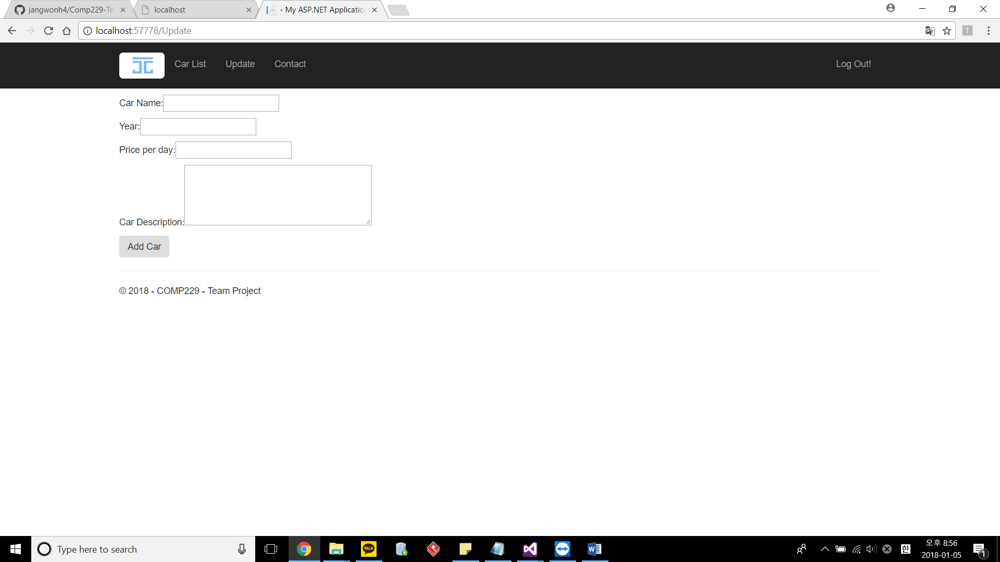 jangwonh4/Comp229-Te
localhost
- My ASP.NET Applicatio
localhost:57778/Update
T
JC
Car List
Update
Contact
Log Out!
Car Name:
Year:
Price per day:
Car Description:
Add Car
© 2018 - COMP229 - Team Project
Type here to search
TALK
한
오후 8:56
2018-01-05
1